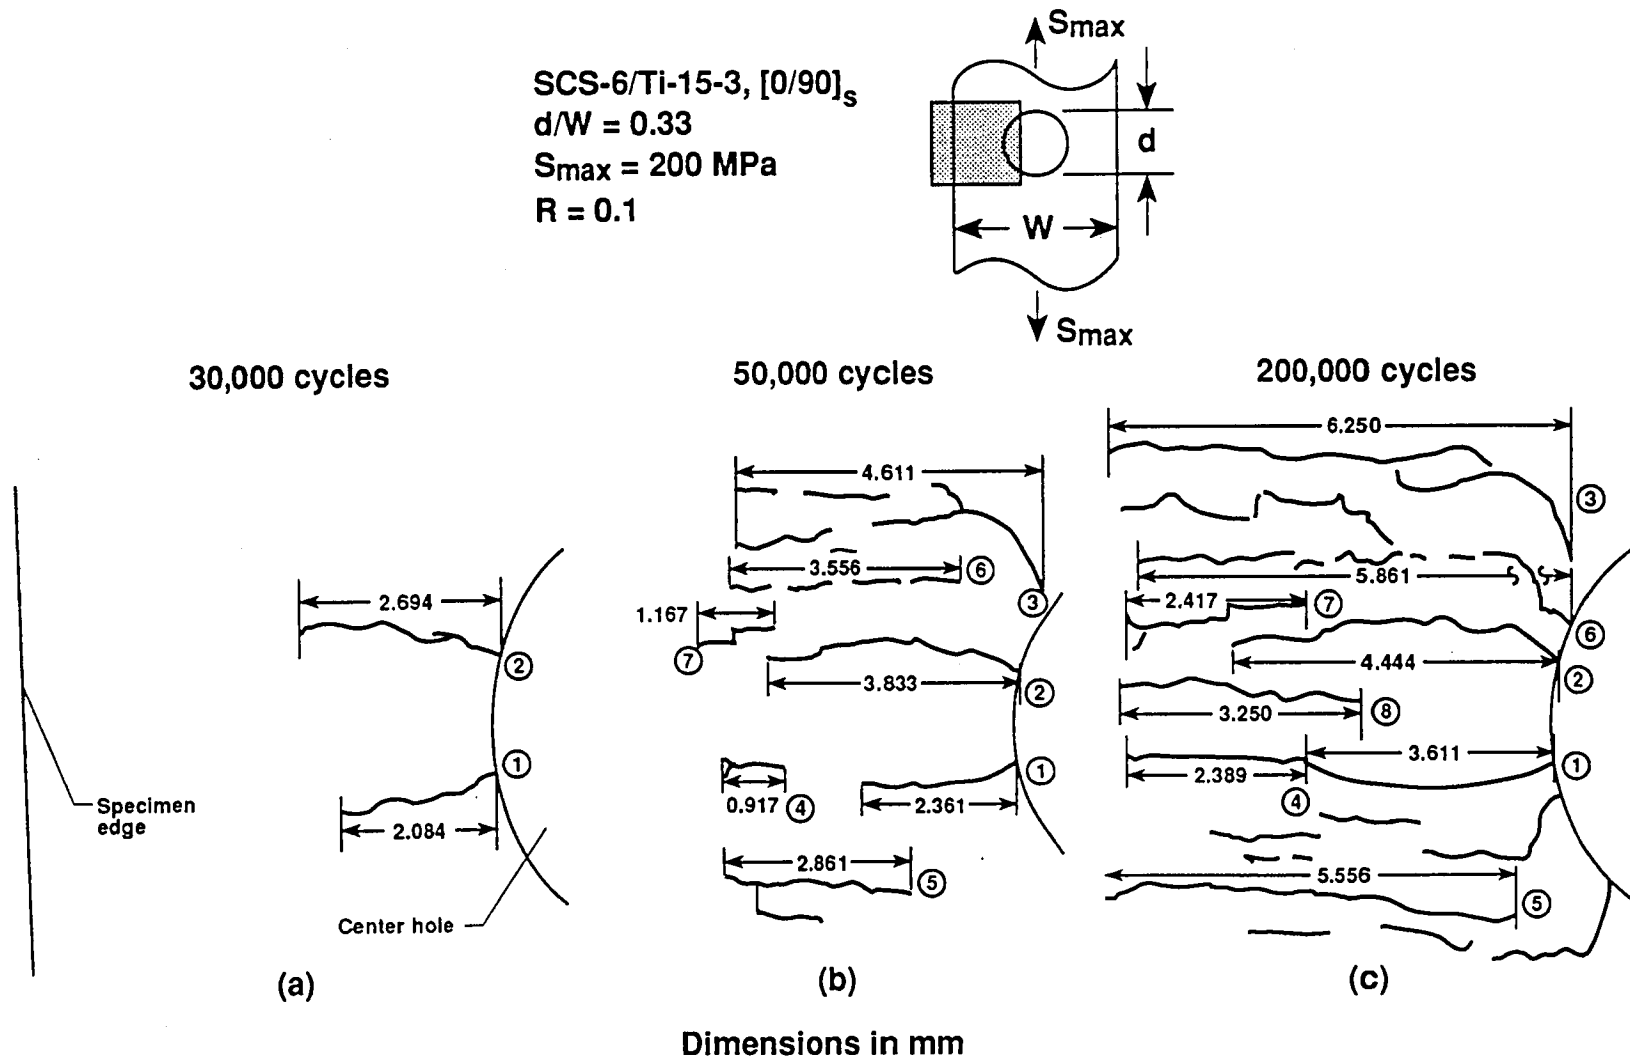 Smax
SCS-6/Ti-15-3, [0/90]s
d/W = 0.33
Smax = 200 MPa
R = 0.1
d
W
Smax
30,000 cycles
50,000 cycles
200,000 cycles
2.694
2
1
2.084
Specimen
edge
Center hole
(a)
4.611
3.556
6
3
1.167
7
3.833
2
1
0.917
4
2.361
2.861
5
(b)
6.250
3
5.861
2.417
7
6
4.444
2
3.250
8
3.611
1
2.389
4
5.556
5
(c)
Dimensions in mm